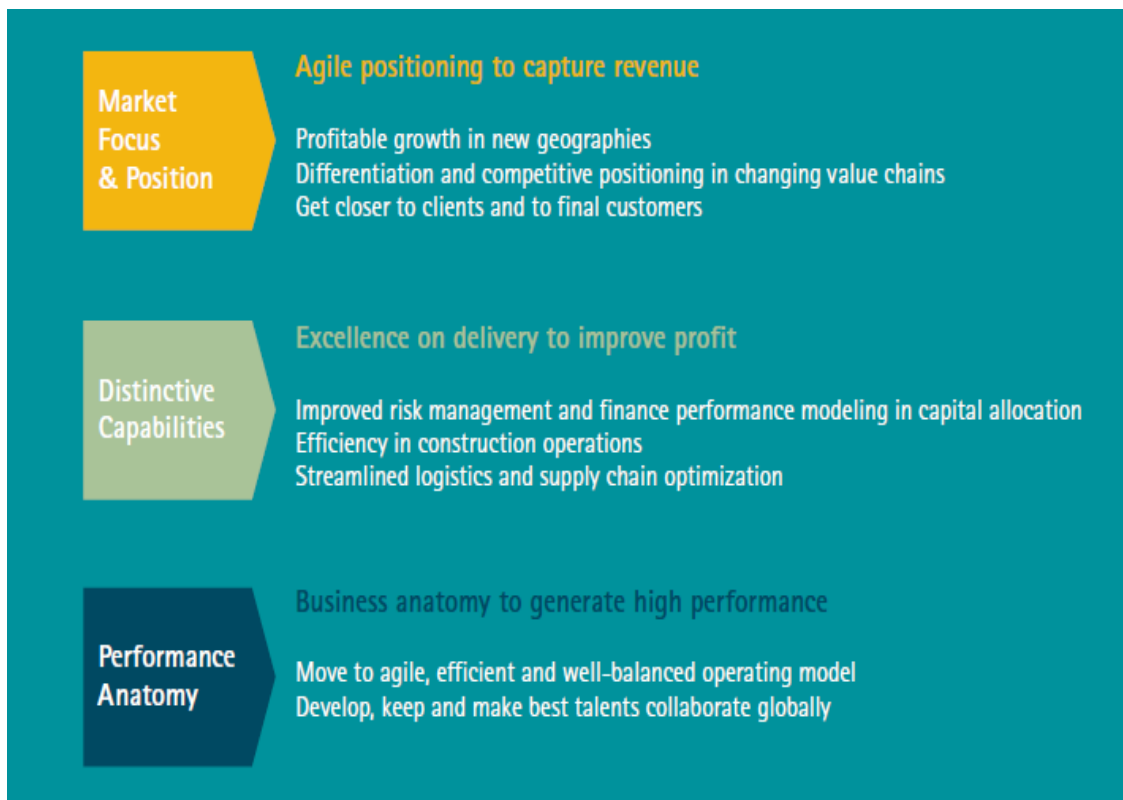 Market
Focus
& Position
Agile positioning to capture revenue
Profitable growth in new geographies
Differentiation and competitive positioning in changing value chains
Get closer to clients and to final customers
Distinctive
Capabilities
Excellence on delivery to improve profit
Improved risk management and finance performance modeling in capital allocation
Efficiency in construction operations
Streamlined logistics and supply chain optimization
Performance
Anatomy
Business anatomy to generate high performance
Move to agile, efficient and well-balanced operating model
Develop, keep and make best talents collaborate globally